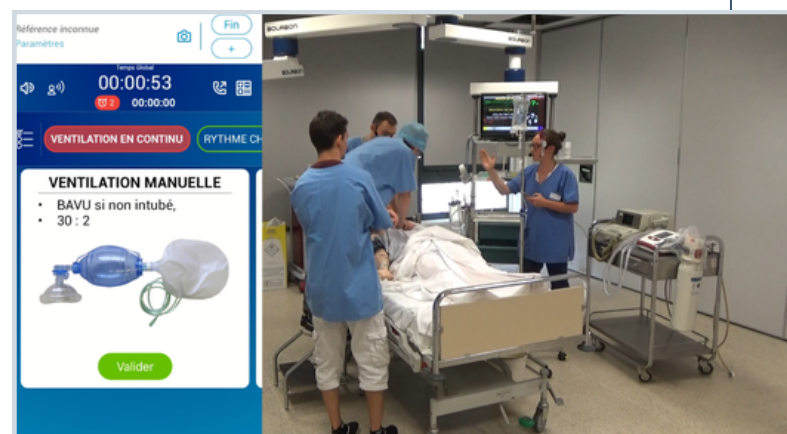 Référence inconnue
Paramètres
Fin
+
Temps Global
00:00:53
2 00:00:00
VENTILATION EN CONTINU
RYTHME CH
VENTILATION MANUELLE
• BAVU si non intubé,
• 30 : 2
Valider
BOURBON
BOURBON